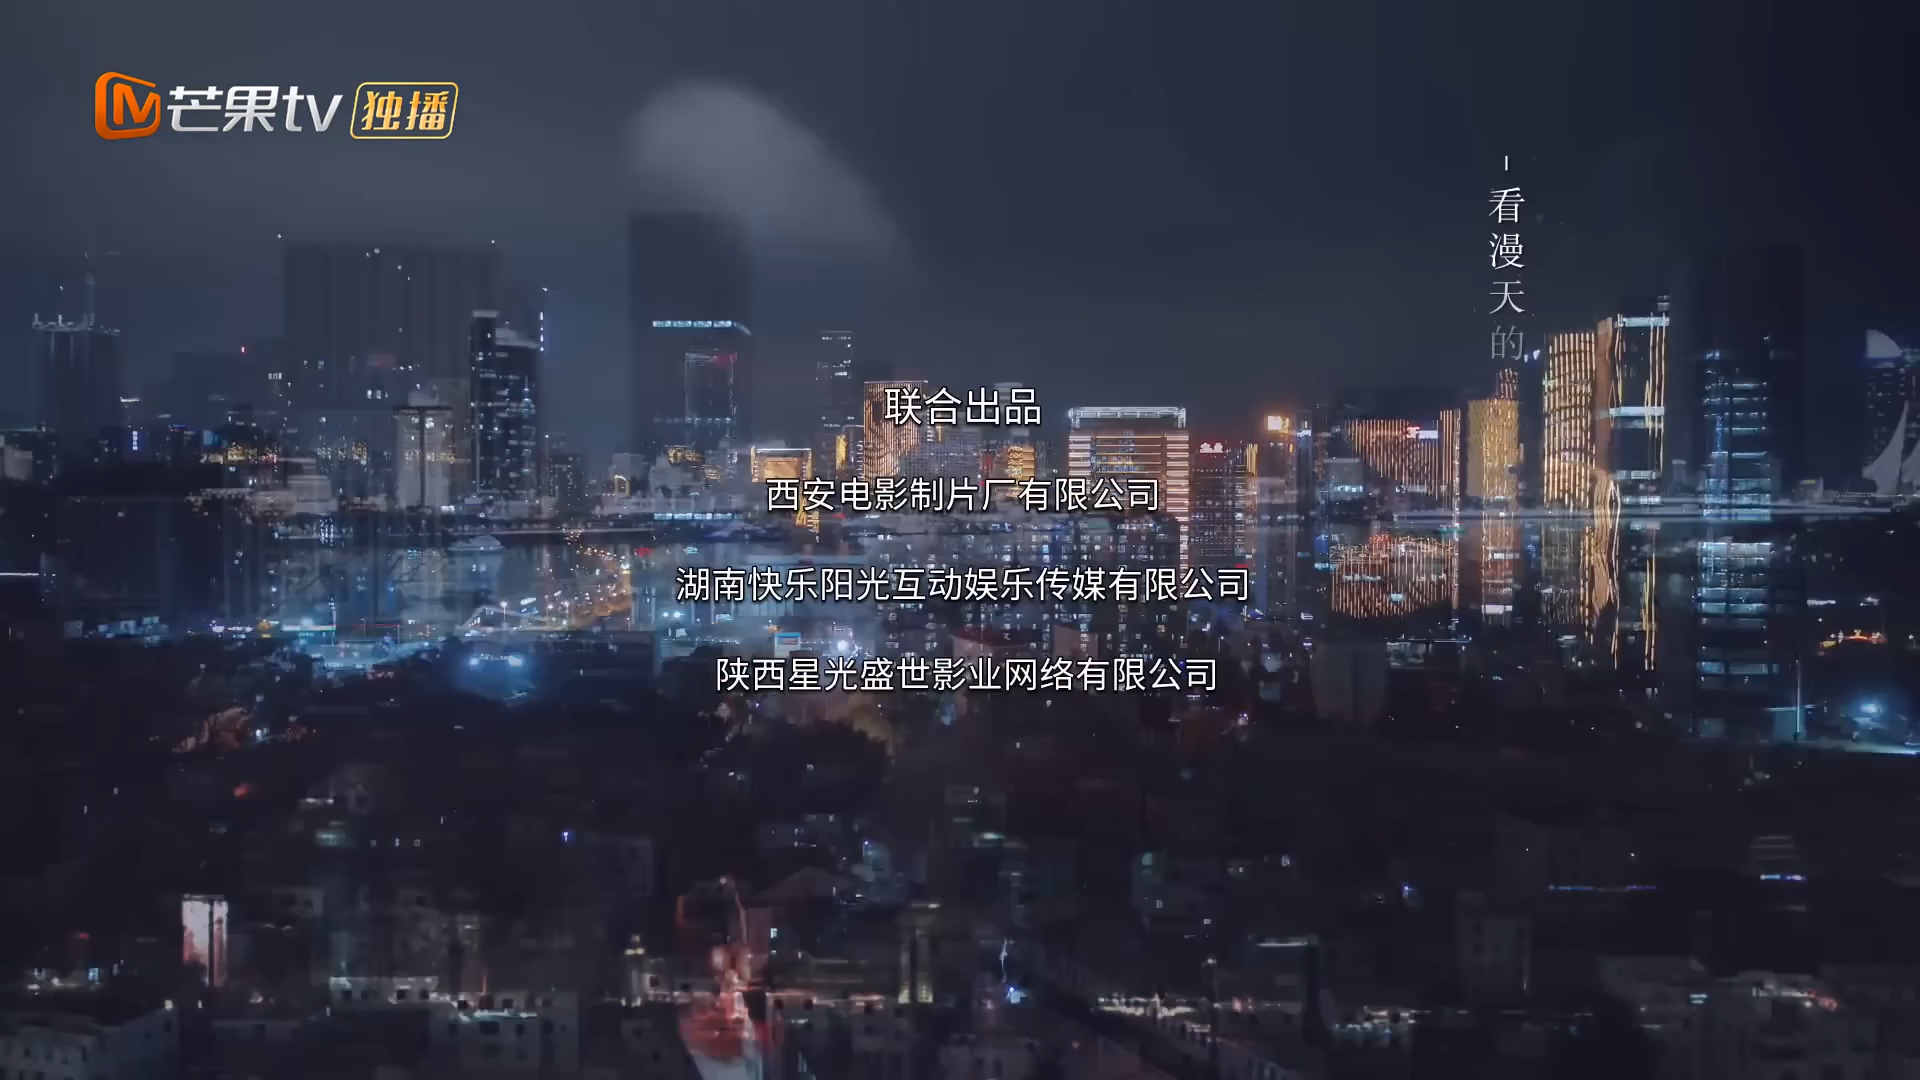 芒果tv 独播
看漫天的
联合出品
西安电影制片厂有限公司
湖南快乐阳光互动娱乐传媒有限公司
陕西星光盛世影业网络有限公司